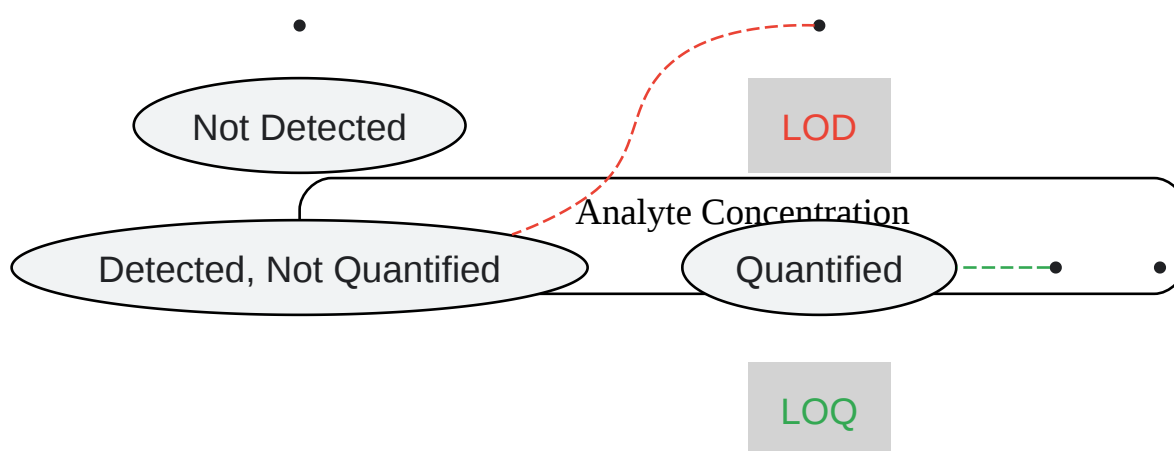 Not Detected
LOD
Analyte Concentration
Detected, Not Quantified
Quantified
LOQ